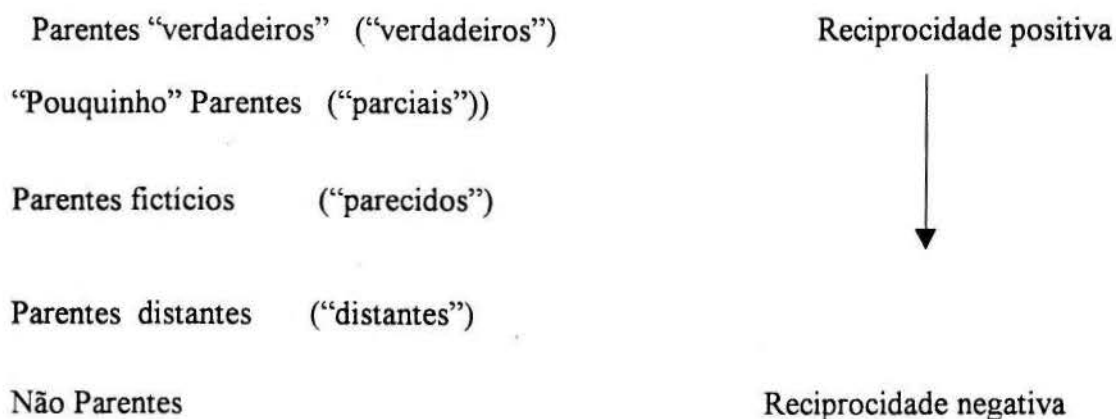 Parentes “verdadeiros” (“verdadeiros”) Reciprocidade positiva
“Pouquinho” Parentes (“parciais”))
Parentes fictícios (“parecidos”)
Parentes distantes (“distantes”)
Não Parentes Reciprocidade negativa